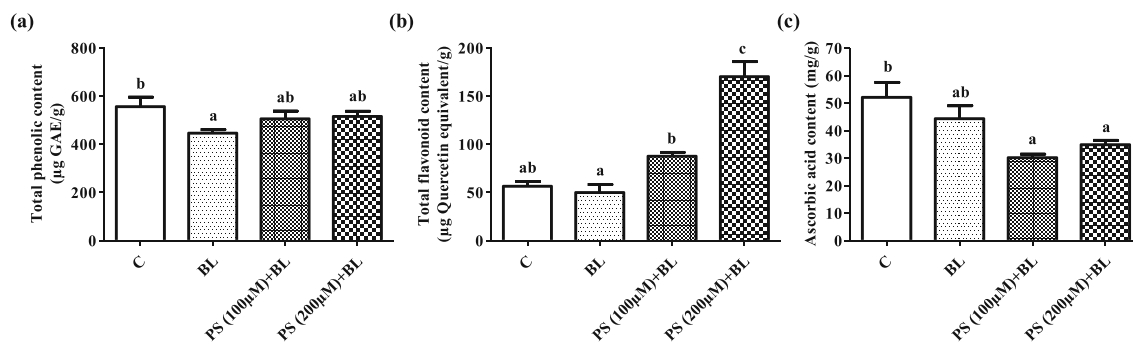 (a)
Total phenolic content
(µg GAE/g)
800
600
400
200
0
b
a
ab
ab
C
BL
PS (100µM)+BL
PS (200µM)+BL
(b)
Total flavonoid content
(µg Quercetin equivalent/g)
200
150
100
50
0
ab
a
b
c
C
BL
PS (100µM)+BL
PS (200µM)+BL
(c)
Ascorbic acid content (mg/g)
70
60
50
40
30
20
10
0
b
ab
a
a
C
BL
PS (100µM)+BL
PS (200µM)+BL